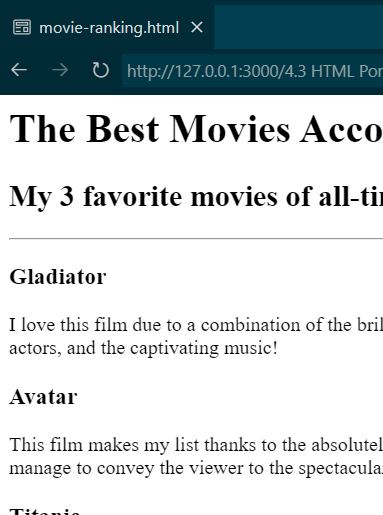 movie-ranking.html
http://127.0.0.1:3000/4.3 HTML Por
The Best Movies Acco
My 3 favorite movies of all-ti
Gladiator
I love this film due to a combination of the bril
actors, and the captivating music!
Avatar
This film makes my list thanks to the absolutel
manage to convey the viewer to the spectacula
Titanic